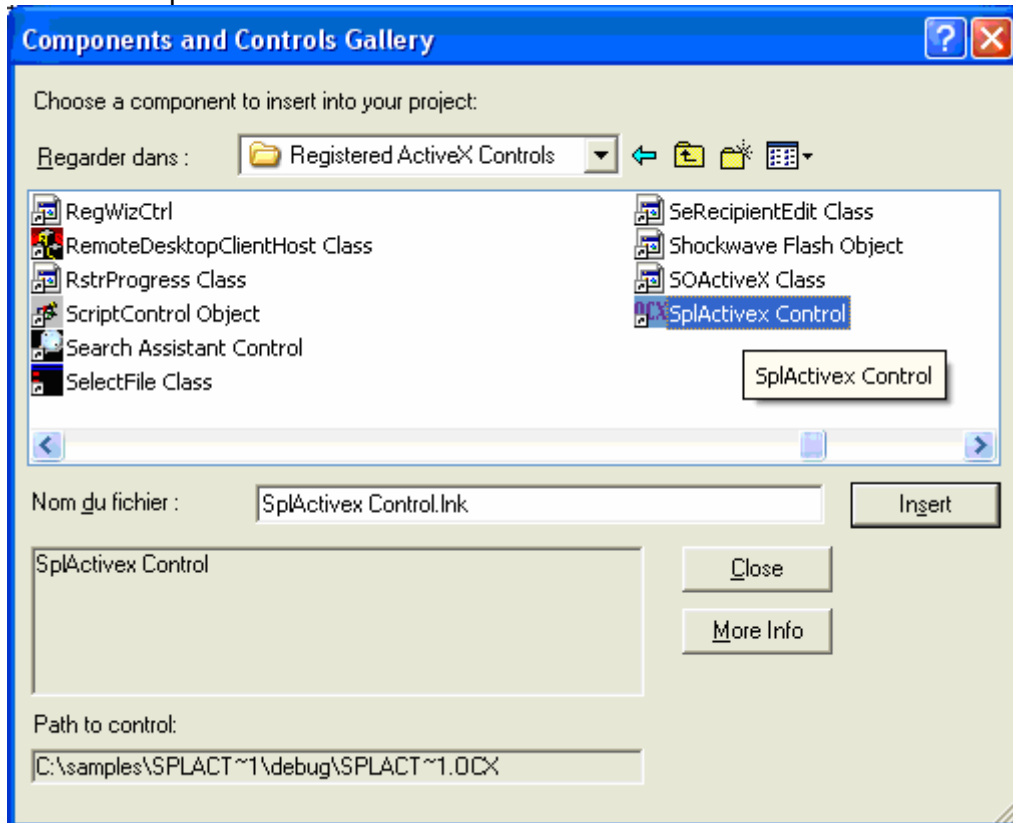 Components and Controls Gallery
Choose a component to insert into your project:
Regarder dans :
Registered ActiveX Controls
RegWizCtrl
RemoteDesktopClientHost Class
RstrProgress Class
ScriptControl Object
Search Assistant Control
SelectFile Class
SeRecipientEdit Class
Shockwave Flash Object
SOActiveX Class
OCX
SplActivex Control
SplActivex Control
Nom du fichier :
SplActivex Control.lnk
Insert
SplActivex Control
Close
More Info
Path to control:
C:\samples\SPLACT~1\debug\SPLACT~1.OCX